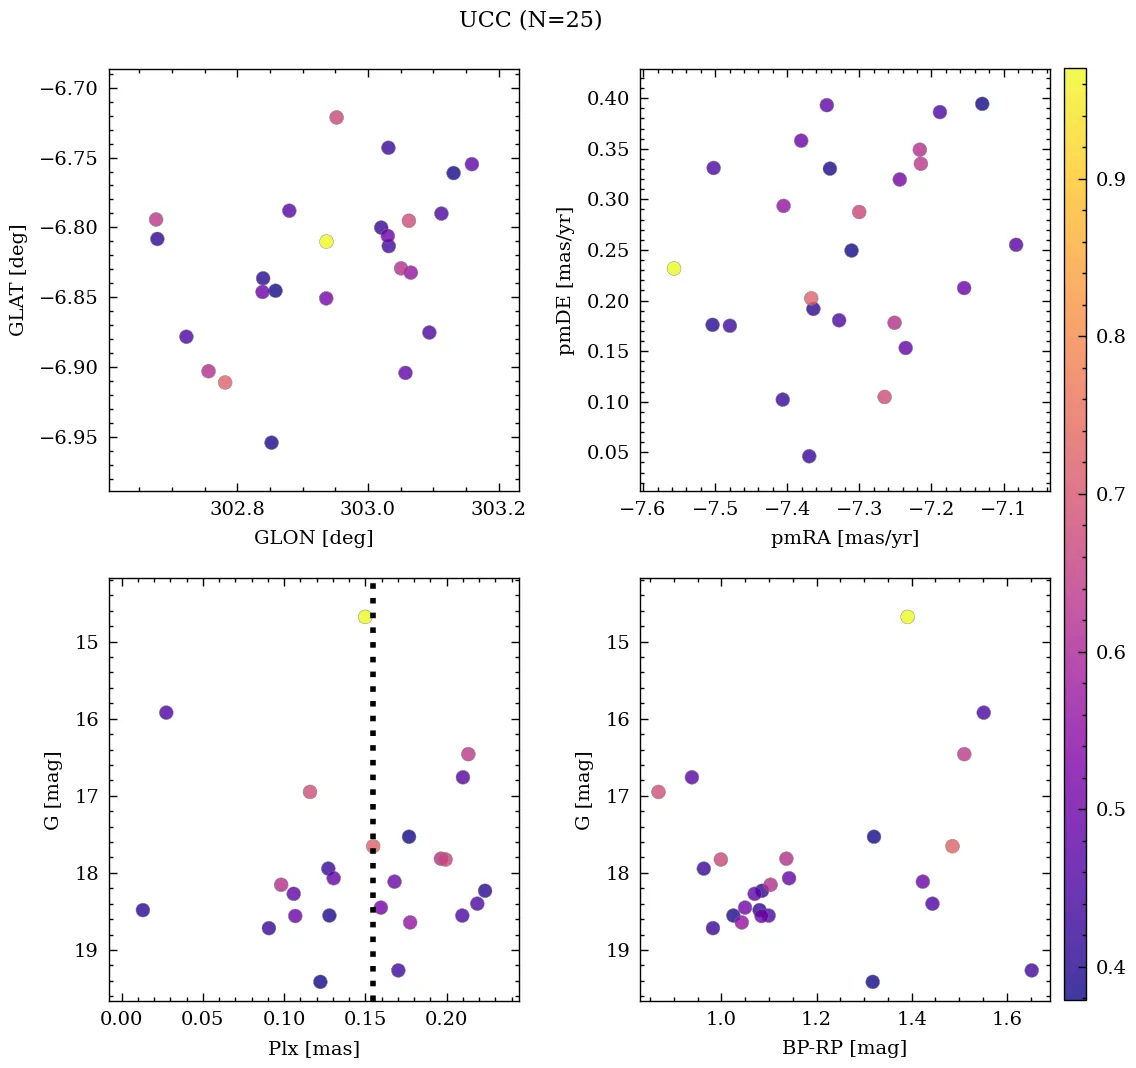 UCC (N=25)
−6.70
−6.75
−6.80
−6.85
−6.90
−6.95
GLAT [deg]
302.8 303.0 303.2
GLON [deg]
0.40
0.35
0.30
0.25
0.20
0.15
0.10
0.05
pmDE [mas/yr]
−7.6 −7.5 −7.4 −7.3 −7.2 −7.1
pmRA [mas/yr]
15
16
17
18
19
G [mag]
0.00 0.05 0.10 0.15 0.20
Plx [mas]
15
16
17
18
19
G [mag]
1.0 1.2 1.4 1.6
BP-RP [mag]
0.9
0.8
0.7
0.6
0.5
0.4